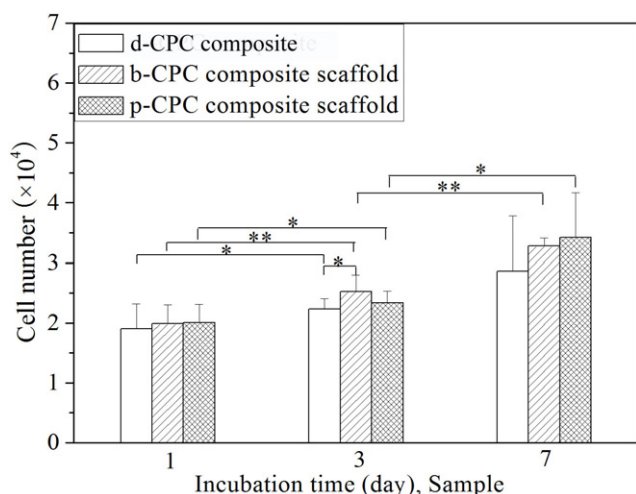 7
6
5
4
3
2
1
0
Cell number (×10⁴)
d-CPC composite
b-CPC composite scaffold
p-CPC composite scaffold
*
**
*
**
*
*
1 3 7
Incubation time (day), Sample